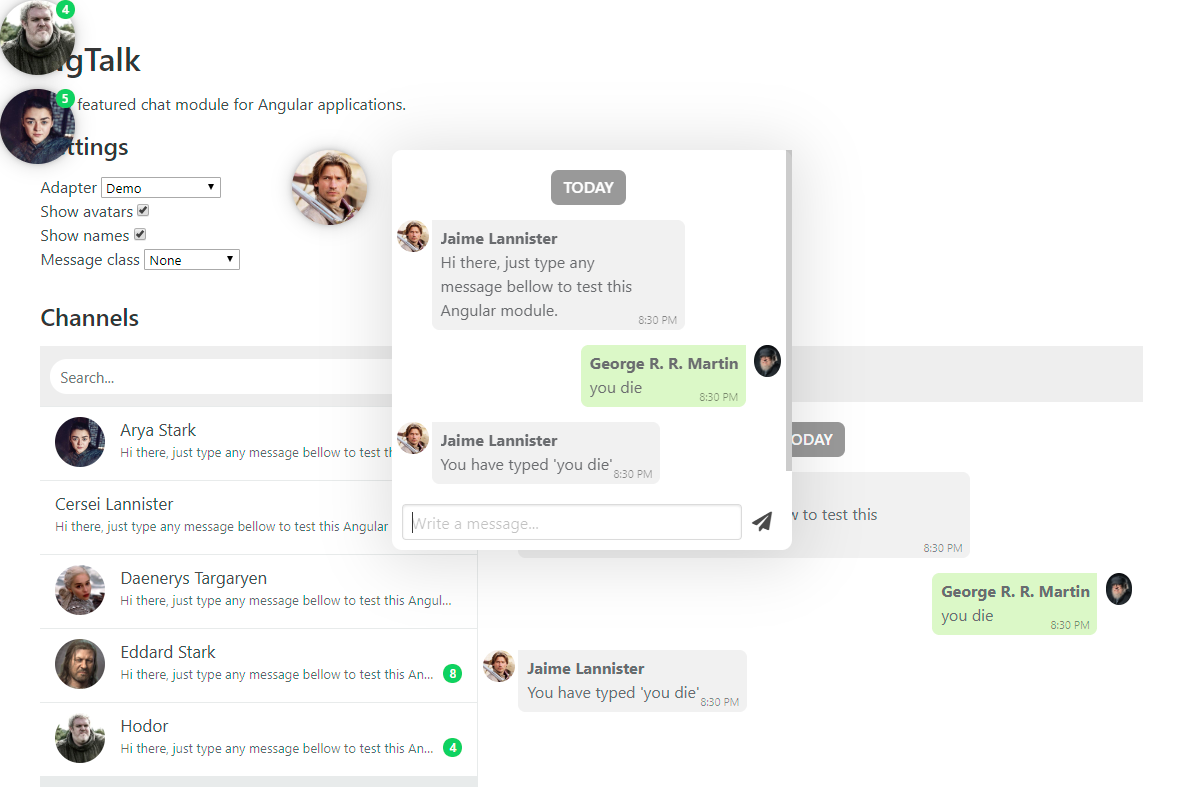 4
gTalk
5
featured chat module for Angular applications.
ttings
Adapter Demo
Show avatars
Show names
Message class None
Channels
Search...
Arya Stark
Hi there, just type any message bellow to test
Cersei Lannister
Hi there, just type any message bellow to test this Angular
Daenerys Targaryen
Hi there, just type any message bellow to test this Angul...
Eddard Stark
Hi there, just type any message bellow to test this An...
8
Hodor
Hi there, just type any message bellow to test this An...
4
TODAY
Jaime Lannister
Hi there, just type any
message bellow to test this
Angular module.
8:30 PM
George R. R. Martin
you die
8:30 PM
Jaime Lannister
You have typed 'you die'
8:30 PM
Write a message...
ODAY
w to test this
8:30 PM
George R. R. Martin
you die
8:30 PM
Jaime Lannister
You have typed 'you die'
8:30 PM